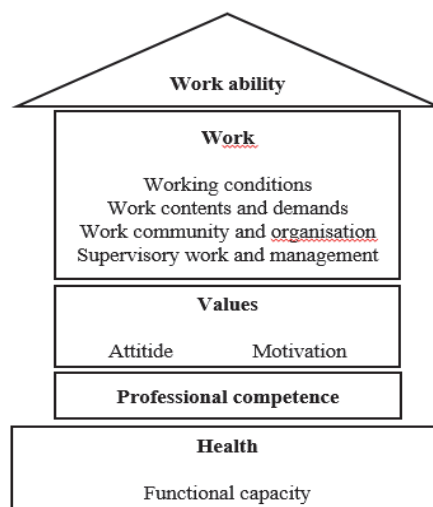 Work ability
Work
Working conditions
Work contents and demands
Work community and organisation
Supervisory work and management
Values
Attitide Motivation
Professional competence
Health
Functional capacity